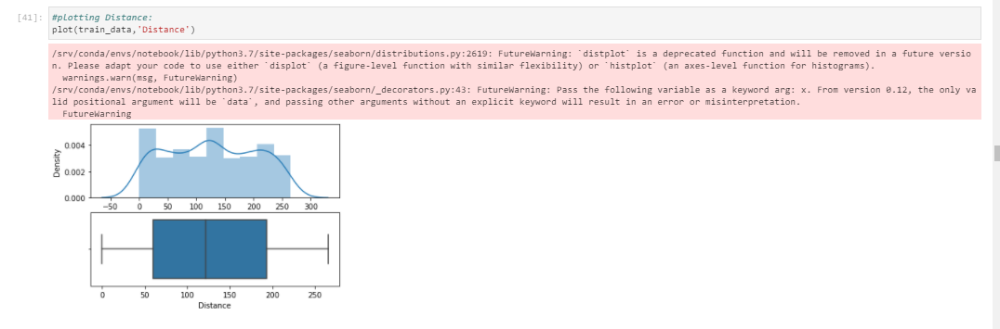 [41]: #plotting Distance:
plot(train_data,'Distance')
/srv/conda/envs/notebook/lib/python3.7/site-packages/seaborn/distributions.py:2619: FutureWarning: `distplot` is a deprecated function and will be removed in a future versio
n. Please adapt your code to use either `displot` (a figure-level function with similar flexibility) or `histplot` (an axes-level function for histograms).
warnings.warn(msg, FutureWarning)
/srv/conda/envs/notebook/lib/python3.7/site-packages/seaborn/_decorators.py:43: FutureWarning: Pass the following variable as a keyword arg: x. From version 0.12, the only va
lid positional argument will be `data`, and passing other arguments without an explicit keyword will result in an error or misinterpretation.
FutureWarning
Density
0.004
0.002
0.000
−50 0 50 100 150 200 250 300
0 50 100 150 200 250
Distance